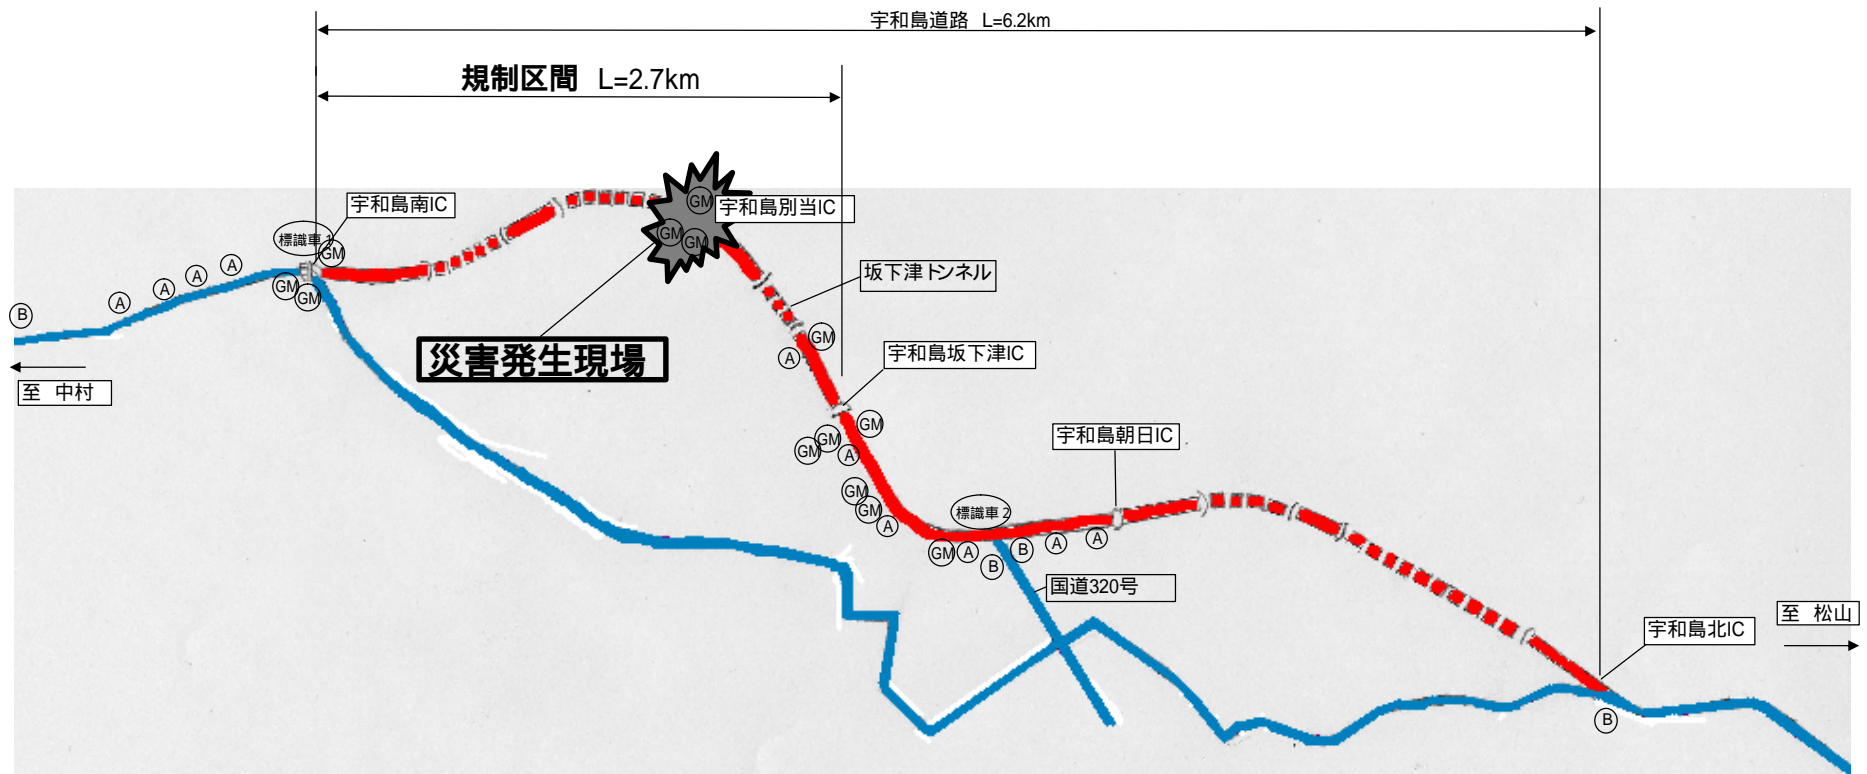 宇和島道路 L=6.2km
規制区間 L=2.7km
宇和島南IC
標識車 1
GM
GM
GM
A
A
A
A
B
至 中村
GM
GM
GM
宇和島別当IC
災害発生現場
坂下津トンネル
GM
A
宇和島坂下津IC
GM
GM
GM
A
GM
GM
A
標識車 2
GM
A
B
B
A
A
宇和島朝日IC
国道320号
至 松山
宇和島北IC
B